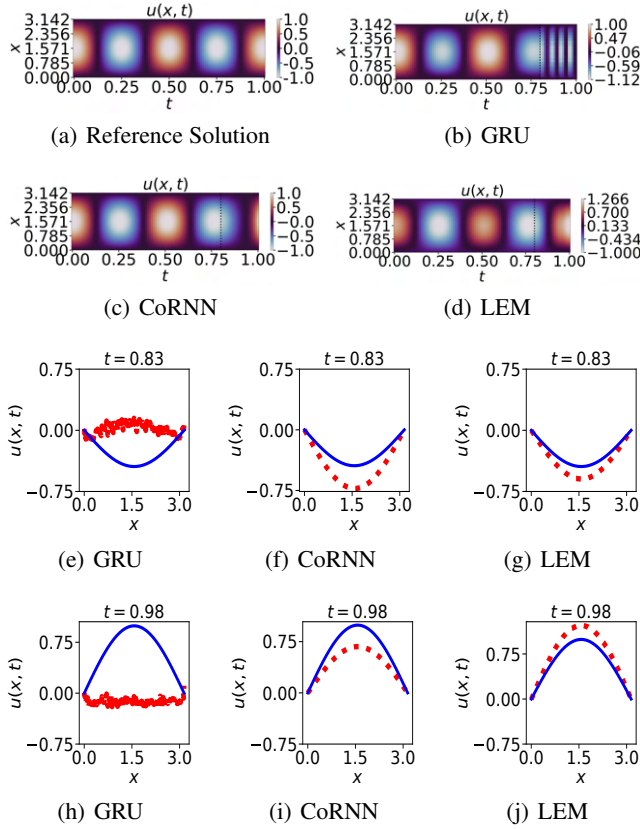 u(x, t)
3.142
2.356
1.571
0.785
0.000
x
0.00 0.25 0.50 0.75 1.00
t
1.0
0.5
0.0
−0.5
−1.0
(a) Reference Solution
u(x, t)
3.142
2.356
1.571
0.785
0.000
x
0.00 0.25 0.50 0.75 1.00
t
1.00
0.47
−0.06
−0.59
−1.12
(b) GRU
u(x, t)
3.142
2.356
1.571
0.785
0.000
x
0.00 0.25 0.50 0.75 1.00
t
1.0
0.5
−0.0
−0.5
−1.0
(c) CoRNN
u(x, t)
3.142
2.356
1.571
0.785
0.000
x
0.00 0.25 0.50 0.75 1.00
t
1.266
0.700
0.133
−0.434
−1.000
(d) LEM
t = 0.83
0.75
0.00
−0.75
u(x, t)
0.0 1.5 3.0
x
(e) GRU
t = 0.83
0.75
0.00
−0.75
u(x, t)
0.0 1.5 3.0
x
(f) CoRNN
t = 0.83
0.75
0.00
−0.75
u(x, t)
0.0 1.5 3.0
x
(g) LEM
t = 0.98
0.75
0.00
−0.75
u(x, t)
0.0 1.5 3.0
x
(h) GRU
t = 0.98
0.75
0.00
−0.75
u(x, t)
0.0 1.5 3.0
x
(i) CoRNN
t = 0.98
0.75
0.00
−0.75
u(x, t)
0.0 1.5 3.0
x
(j) LEM